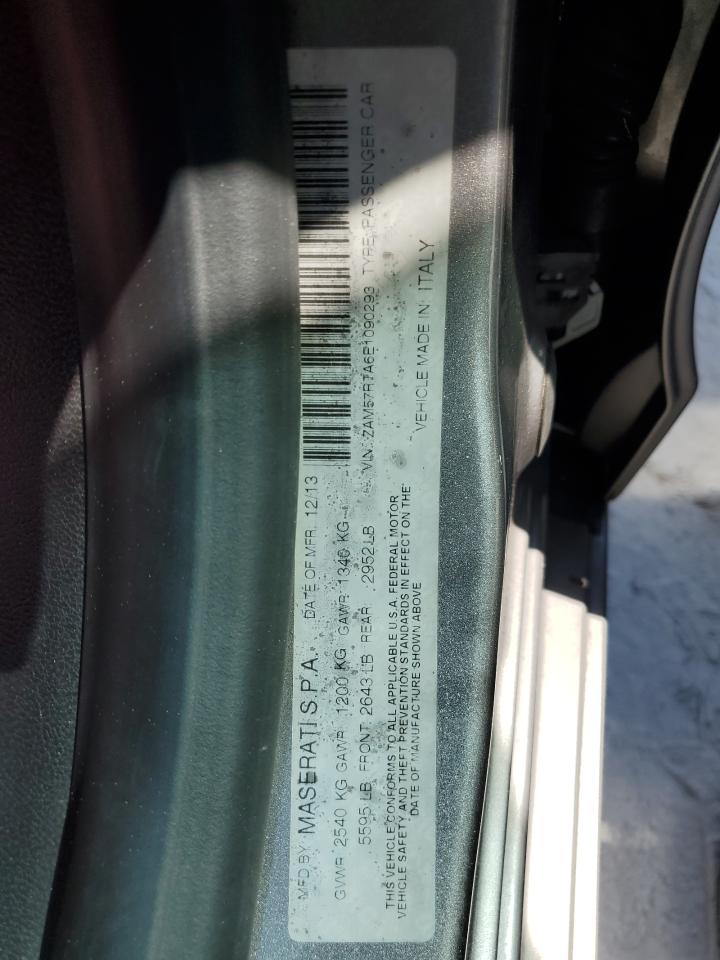 MFD BY: MASERATI S.P.A. DATE OF MFR: 12/13
GVWR 2540 KG GAWR: 1200 KG GAWR: 1340 KG
5595 LB FRONT: 2643 LB REAR: 2952 LB VIN: ZAM57RTA6E1090293 TYPE: PASSENGER CAR
THIS VEHICLE CONFORMS TO ALL APPLICABLE U.S.A. FEDERAL MOTOR
VEHICLE SAFETY AND THEFT PREVENTION STANDARDS IN EFFECT ON THE
DATE OF MANUFACTURE SHOWN ABOVE
VEHICLE MADE IN: ITALY